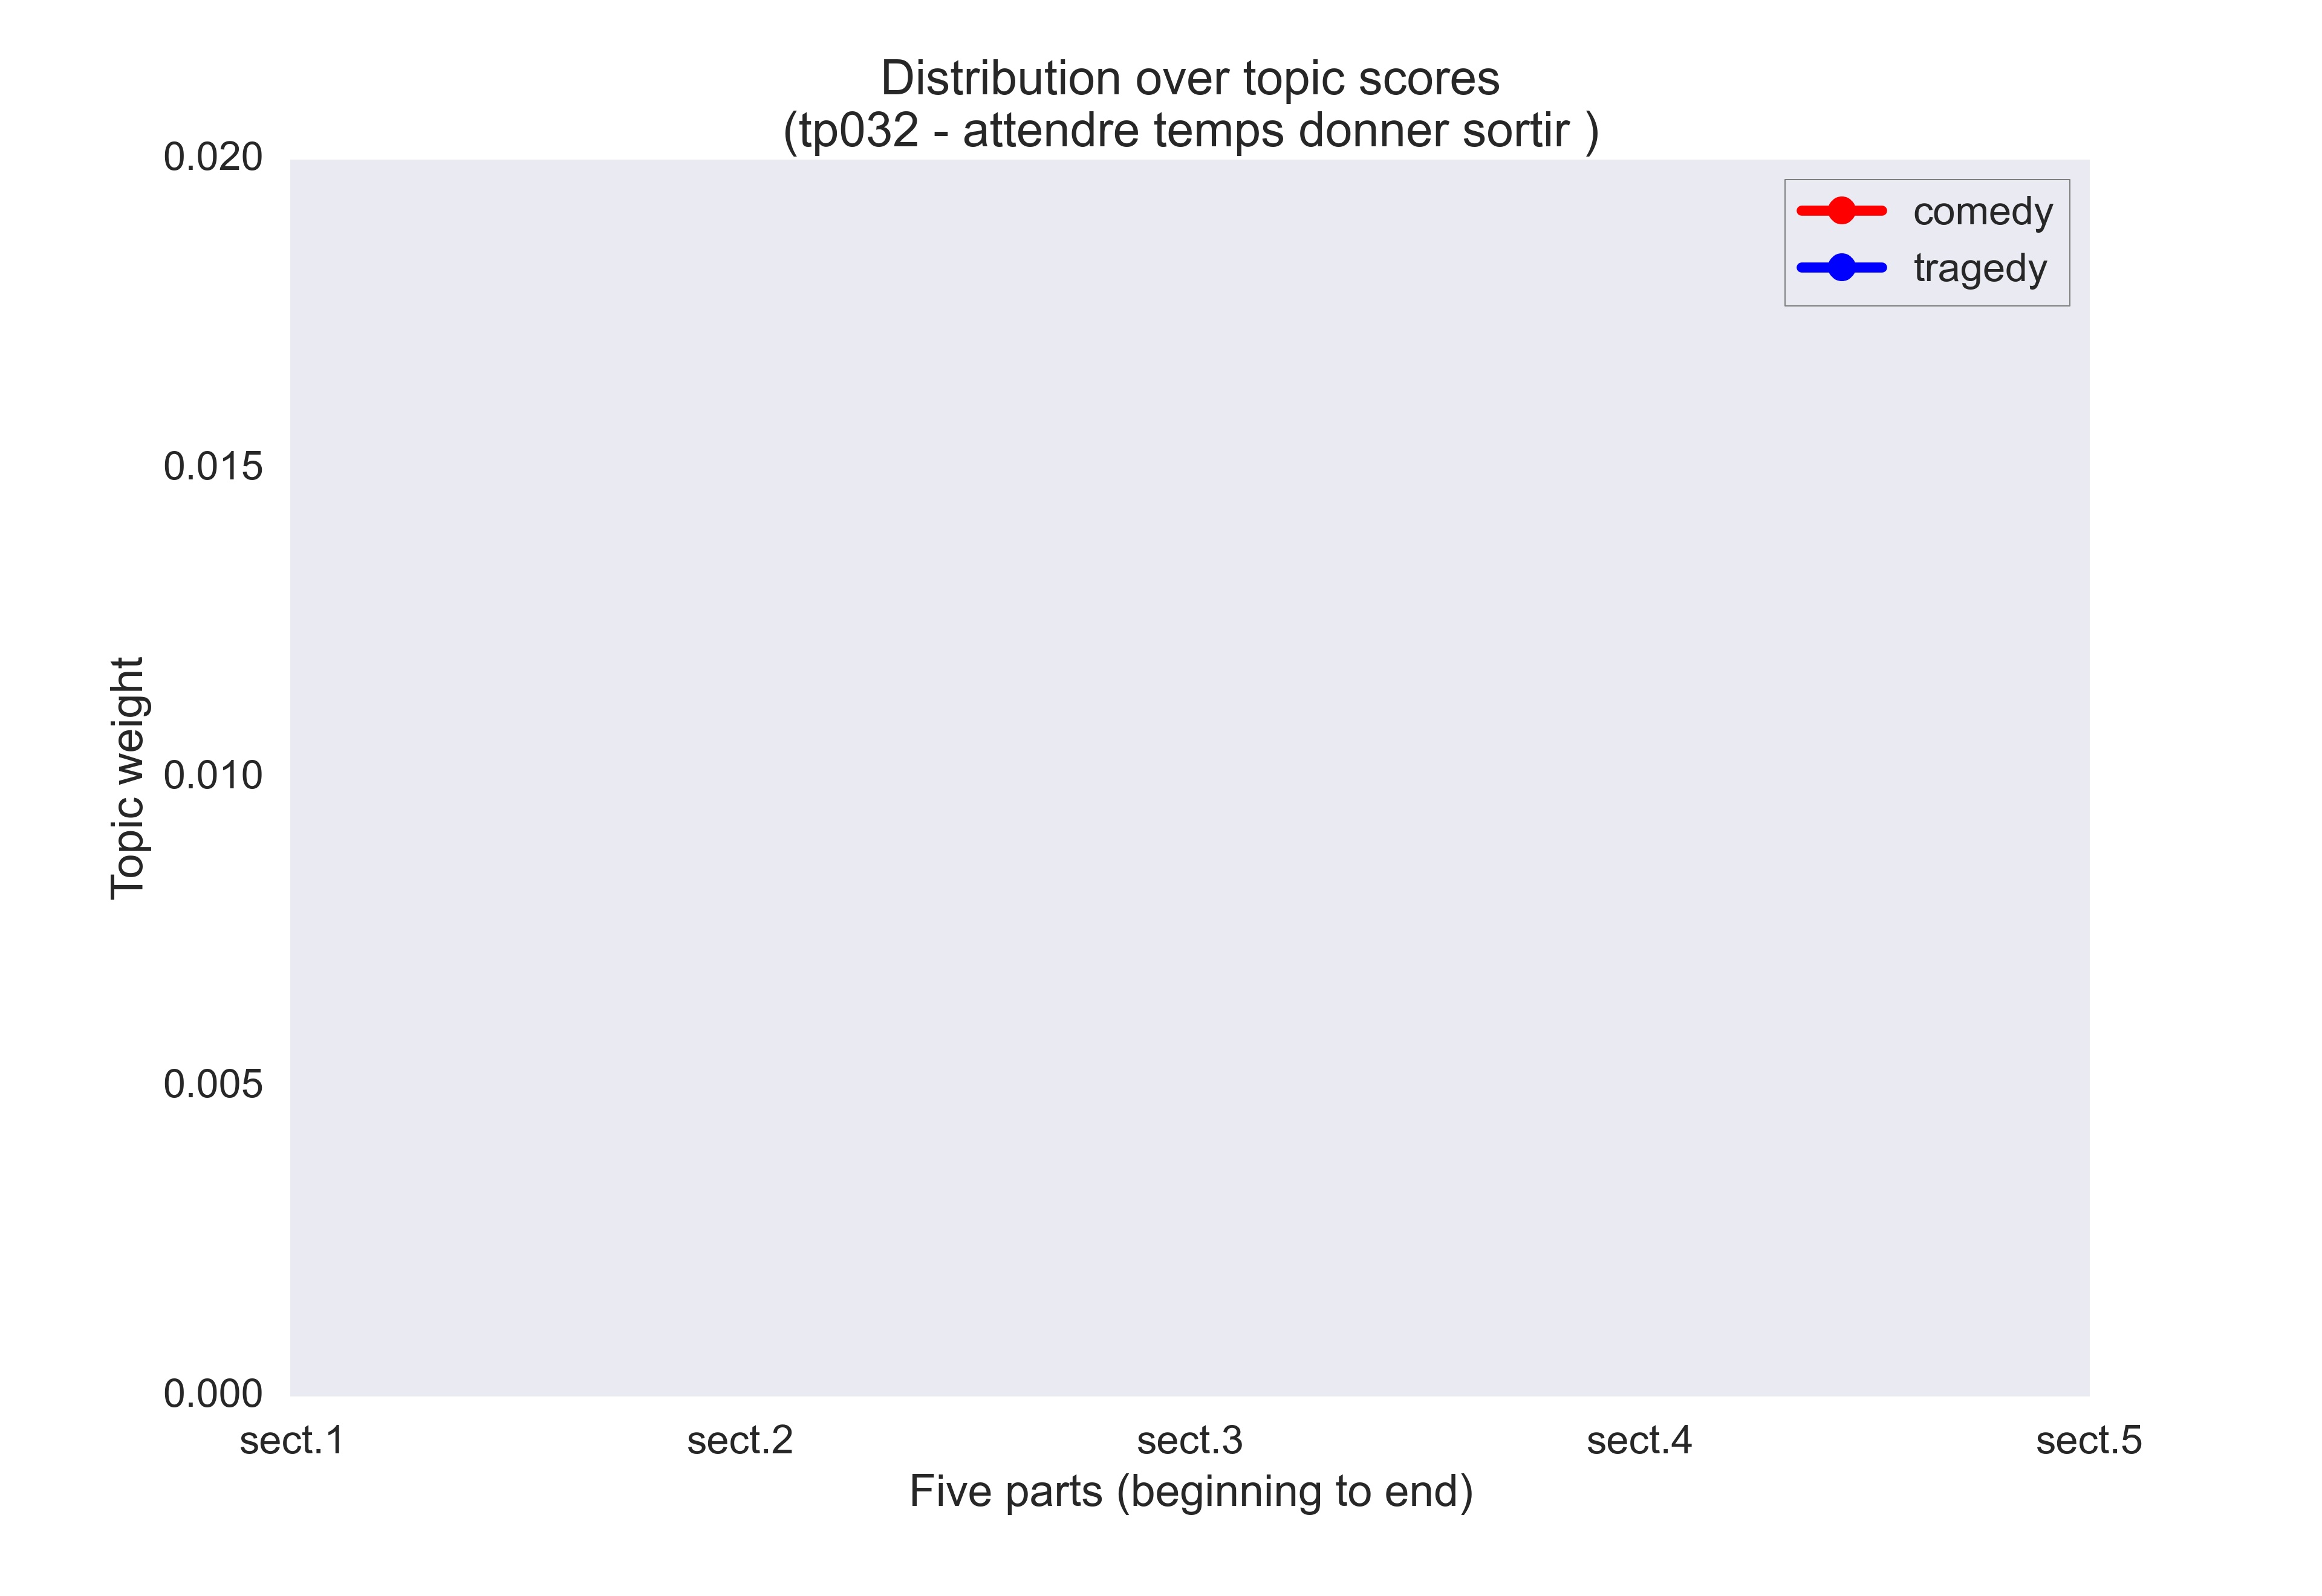 Distribution over topic scores
(tp032 - attendre temps donner sortir )
0.020
comedy
tragedy
0.015
0.010
0.005
0.000
Topic weight
sect.1 sect.2 sect.3 sect.4 sect.5
Five parts (beginning to end)